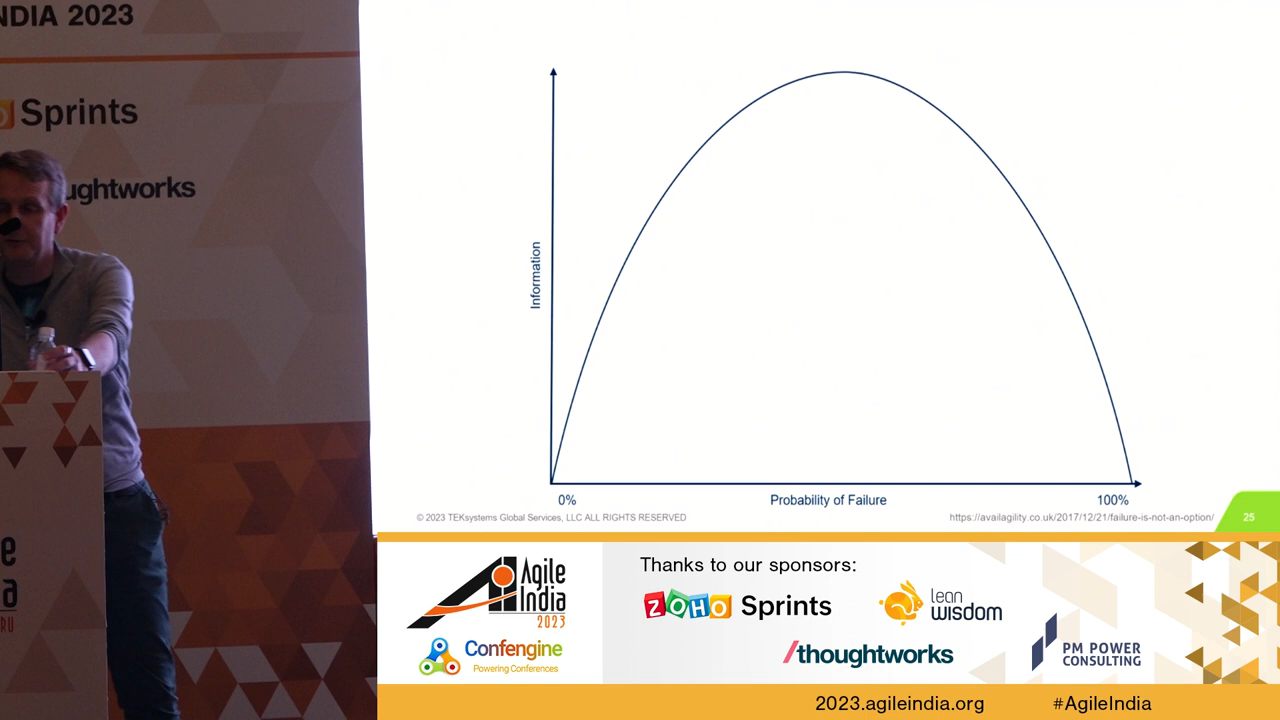 NDIA 2023
Sprints
ughtworks
Information
0%
Probability of Failure
100%
© 2023 TEKsystems Global Services, LLC ALL RIGHTS RESERVED
https://availagility.co.uk/2017/12/21/failure-is-not-an-option/
25
Agile
India
2023
Confengine
Powering Conferences
Thanks to our sponsors:
ZOHO Sprints
lean
wisdom
/thoughtworks
PM POWER
CONSULTING
2023.agileindia.org
#AgileIndia